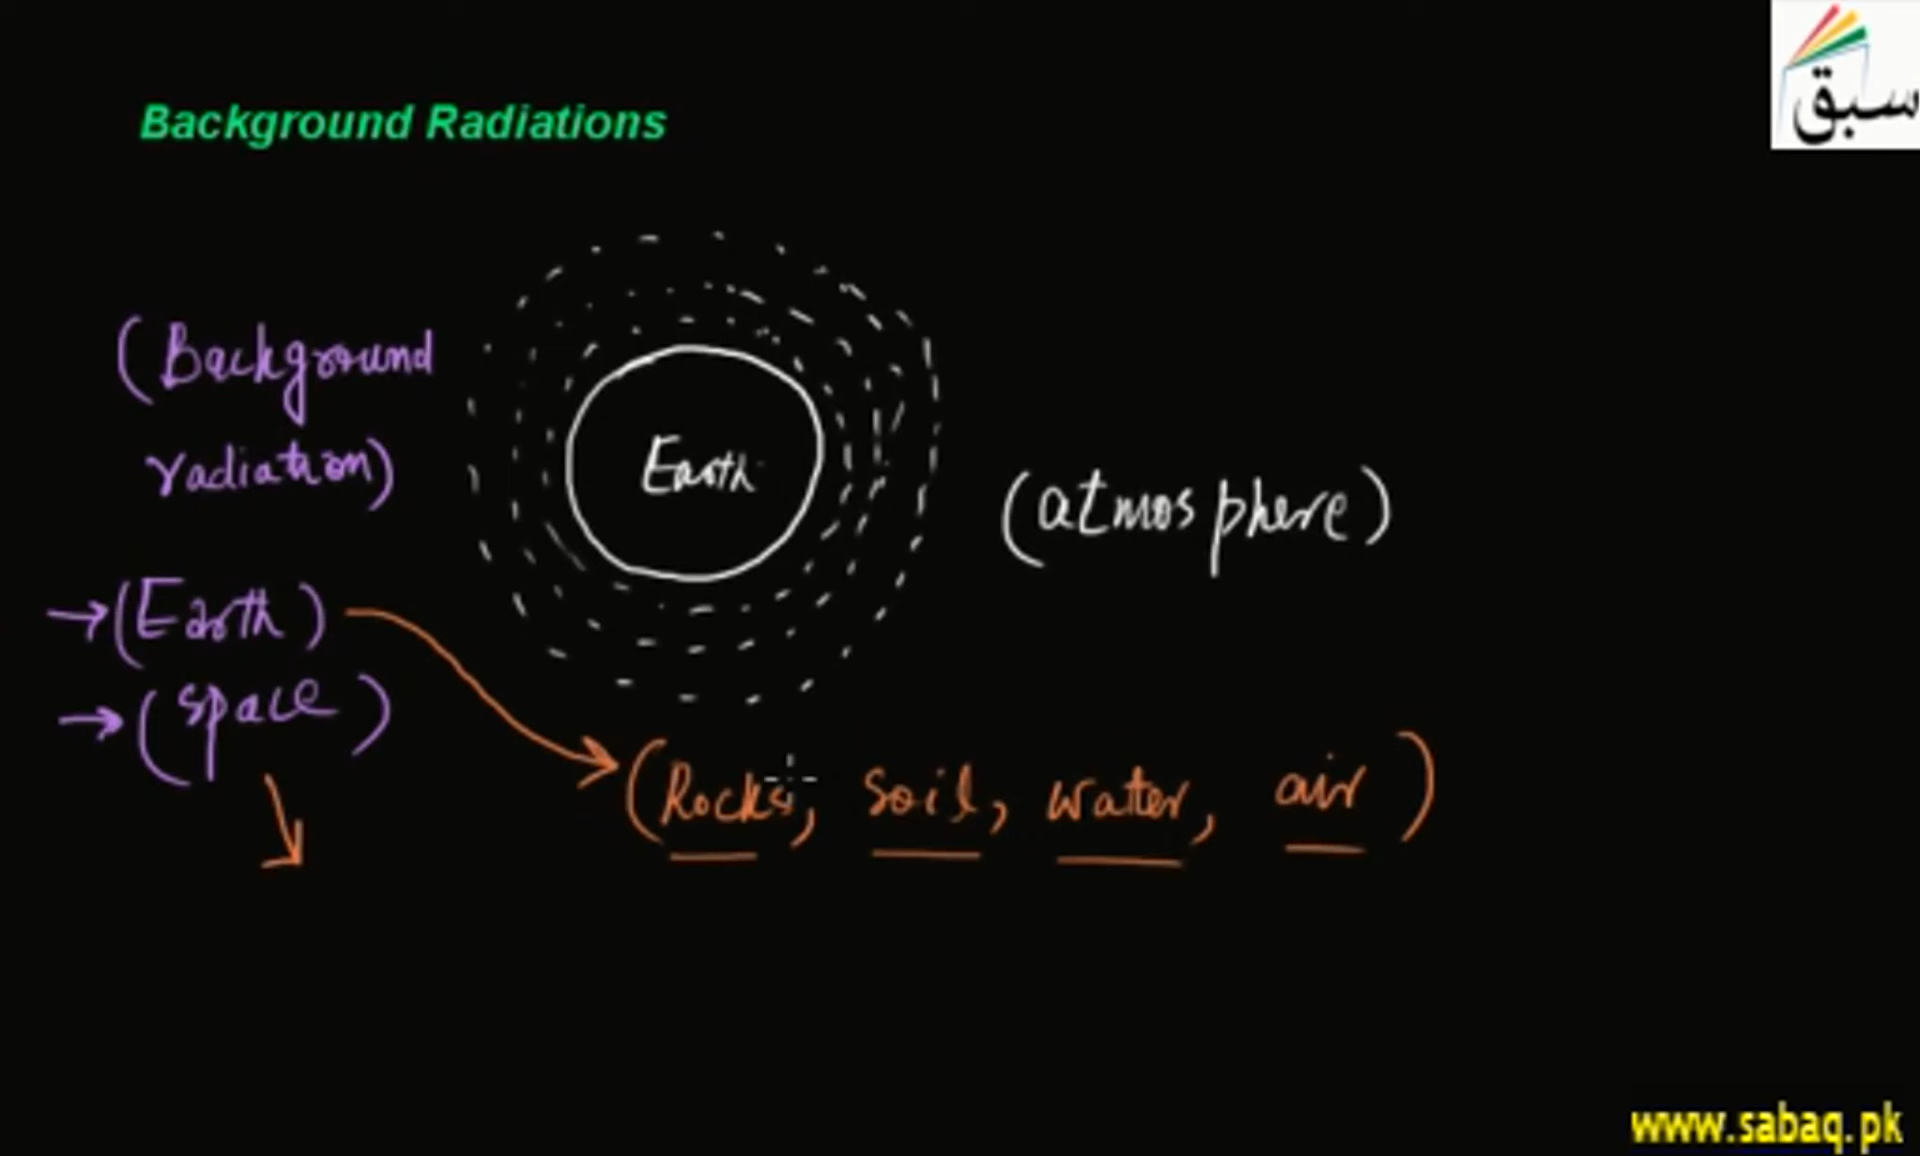 Background Radiations
سبق
(Background
radiation)
Earth
(atmosphere)
→(Earth)
→(space)
(Rocks, soil, water, air)
www.sabaq.pk